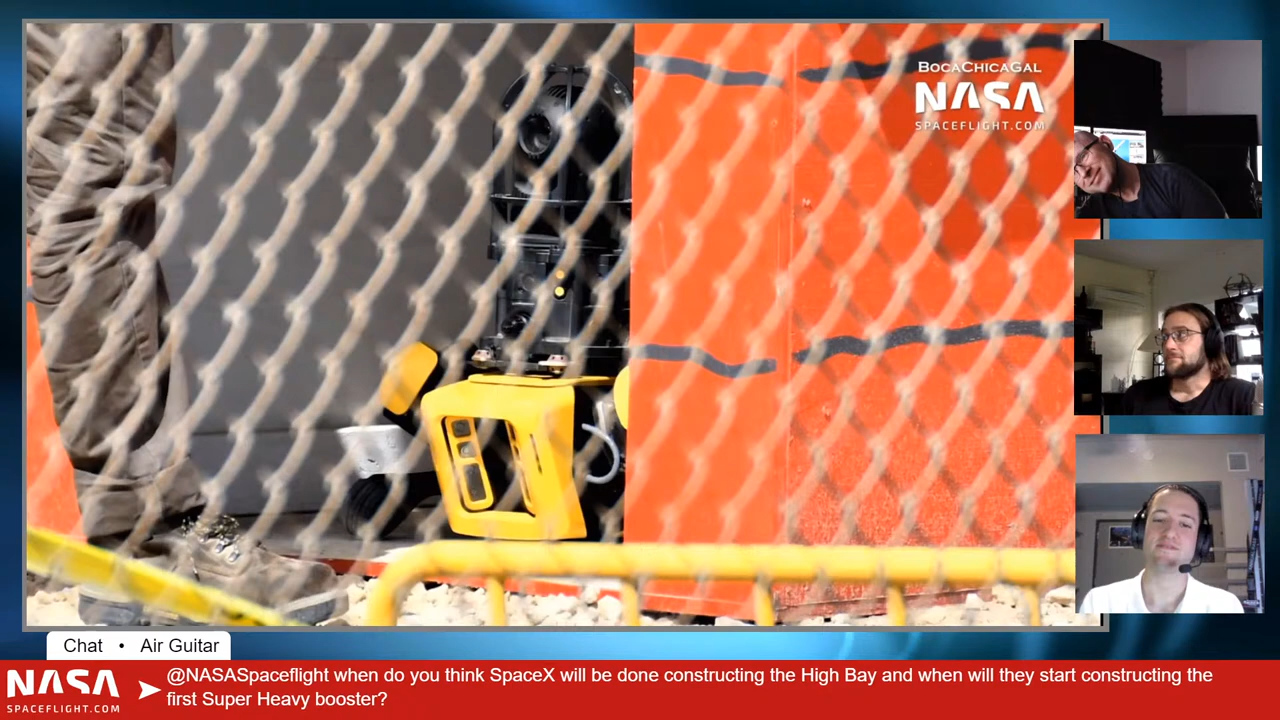 BOCACHICAGAL
NASA
SPACEFLIGHT.COM
Chat • Air Guitar
NASA
SPACEFLIGHT.COM
@NASASpaceflight when do you think SpaceX will be done constructing the High Bay and when will they start constructing the
first Super Heavy booster?